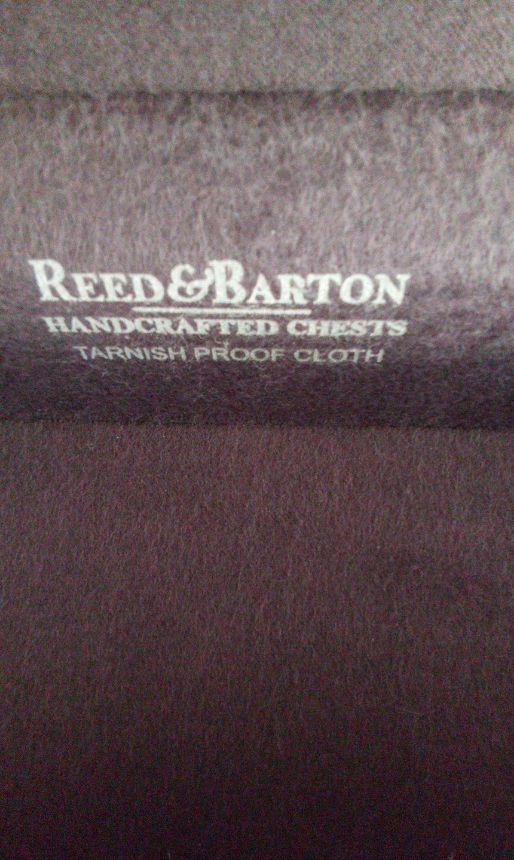 REED&BARTON
HANDCRAFTED CHESTS
TARNISH PROOF CLOTH